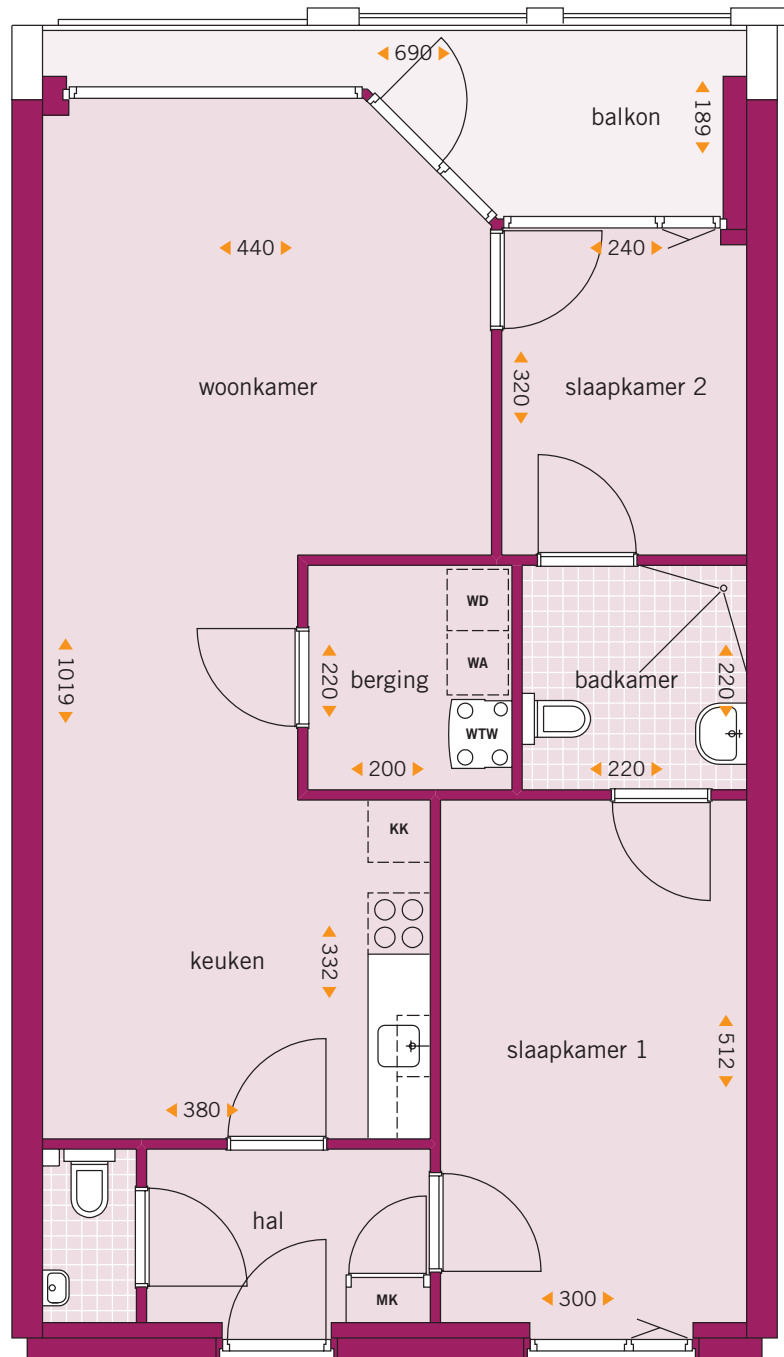 690
balkon
189
440
240
woonkamer
320
slaapkamer 2
WD
1019
220
berging
WA
badkamer
220
WTW
200
220
KK
keuken
332
slaapkamer 1
512
380
hal
MK
300